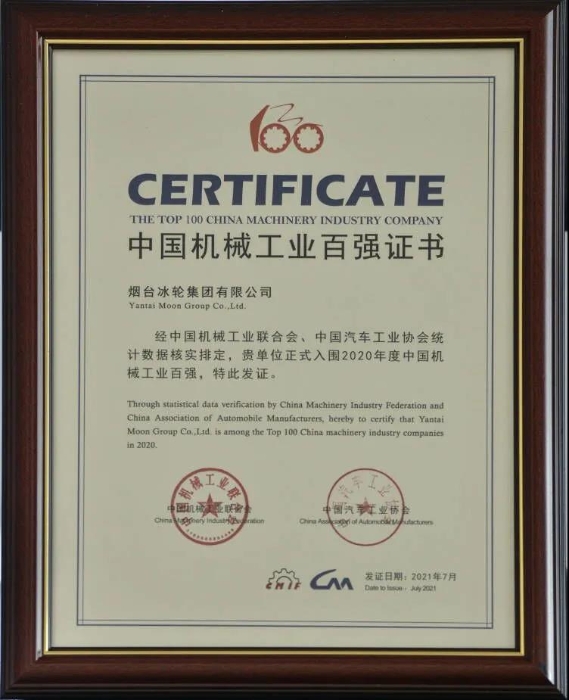 100
CERTIFICATE
THE TOP 100 CHINA MACHINERY INDUSTRY COMPANY
中国机械工业百强证书
烟台冰轮集团有限公司
Yantai Moon Group Co.,Ltd.
经中国机械工业联合会、中国汽车工业协会统
计数据核实排定，贵单位正式入围2020年度中国机
械工业百强，特此发证。
Through statistical data verification by China Machinery Industry Federation and
China Association of Automobile Manufacturers, hereby to certify that Yantai
Moon Group Co.,Ltd. is among the Top 100 China machinery industry companies
in 2020.
中国机械工业联合会
中国汽车工业协会
China Machinery Industry Federation
China Association of Automobile Manufacturers
CMIF
发证日期：2021年7月
Date to Issue: July 2021